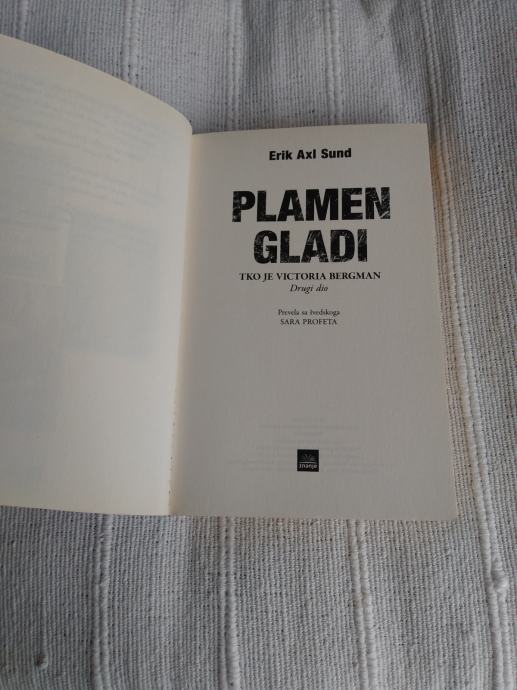 Erik Axl Sund
PLAMEN
GLADI
TKO JE VICTORIA BERGMAN
Drugi dio
Prevela sa švedskoga
SARA PROFETA
znanje